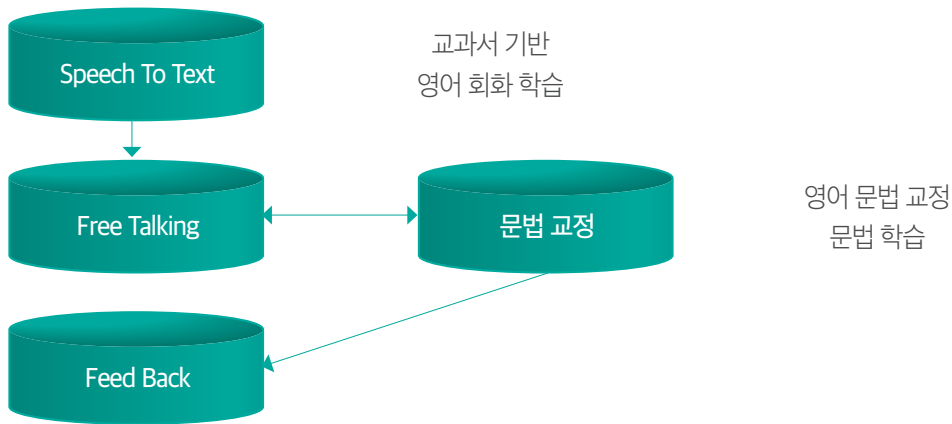 Speech To Text
교과서 기반
영어 회화 학습
Free Talking
문법 교정
영어 문법 교정
문법 학습
Feed Back